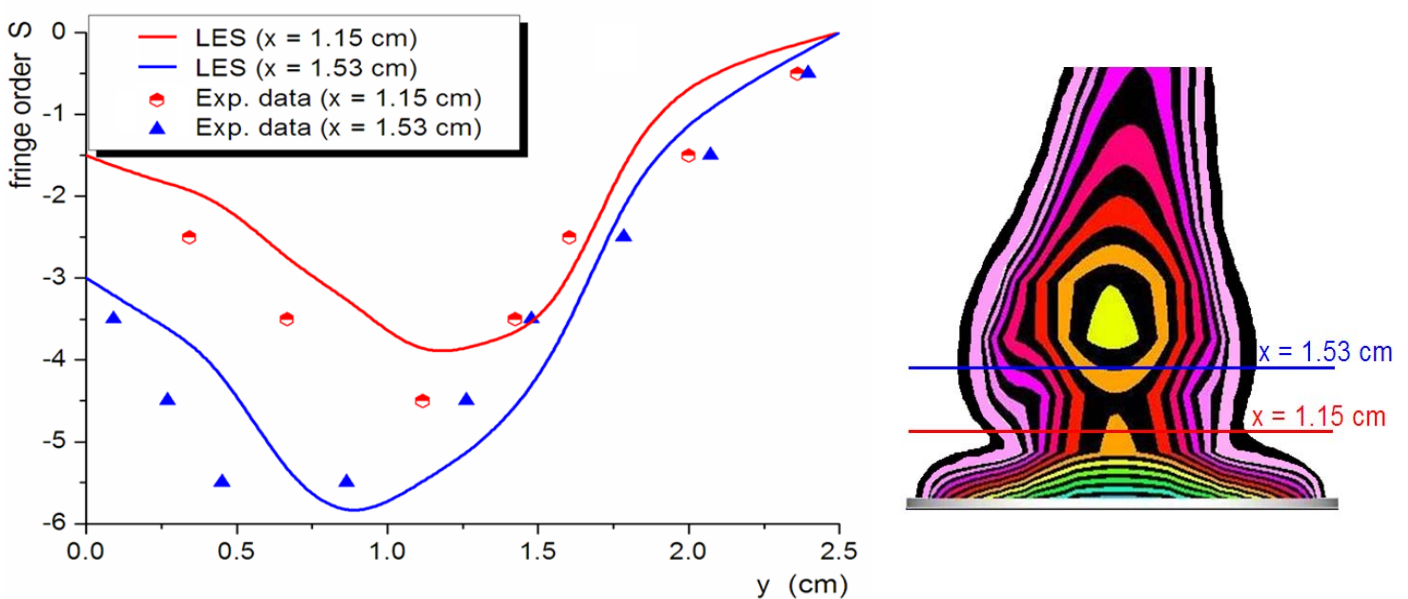 fringe order S
LES (x = 1.15 cm)
LES (x = 1.53 cm)
Exp. data (x = 1.15 cm)
Exp. data (x = 1.53 cm)
0
-1
-2
-3
-4
-5
-6
0.0
0.5
1.0
1.5
2.0
2.5
y (cm)
x = 1.53 cm
x = 1.15 cm